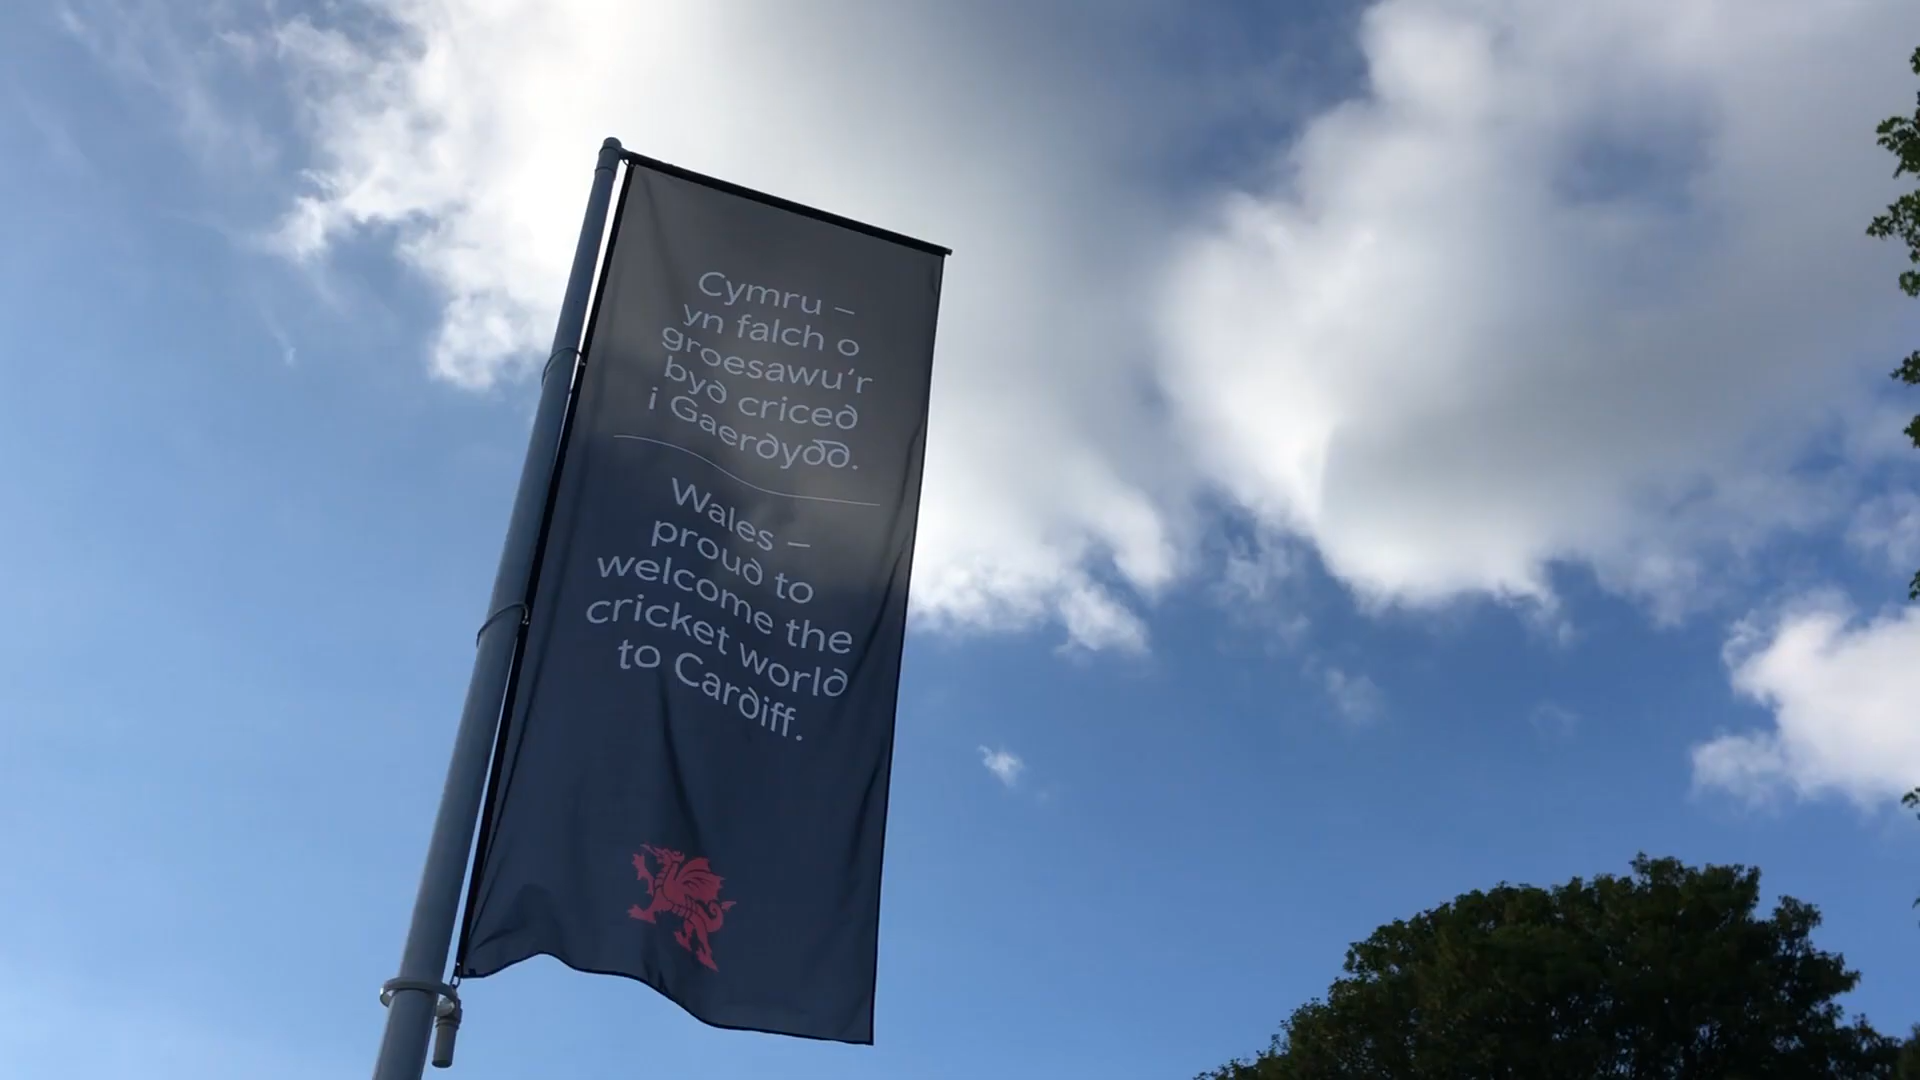 Cymru –
yn falch o
groesawu'r
byd criced
i Gaerdydd.
Wales –
proud to
welcome the
cricket world
to Cardiff.